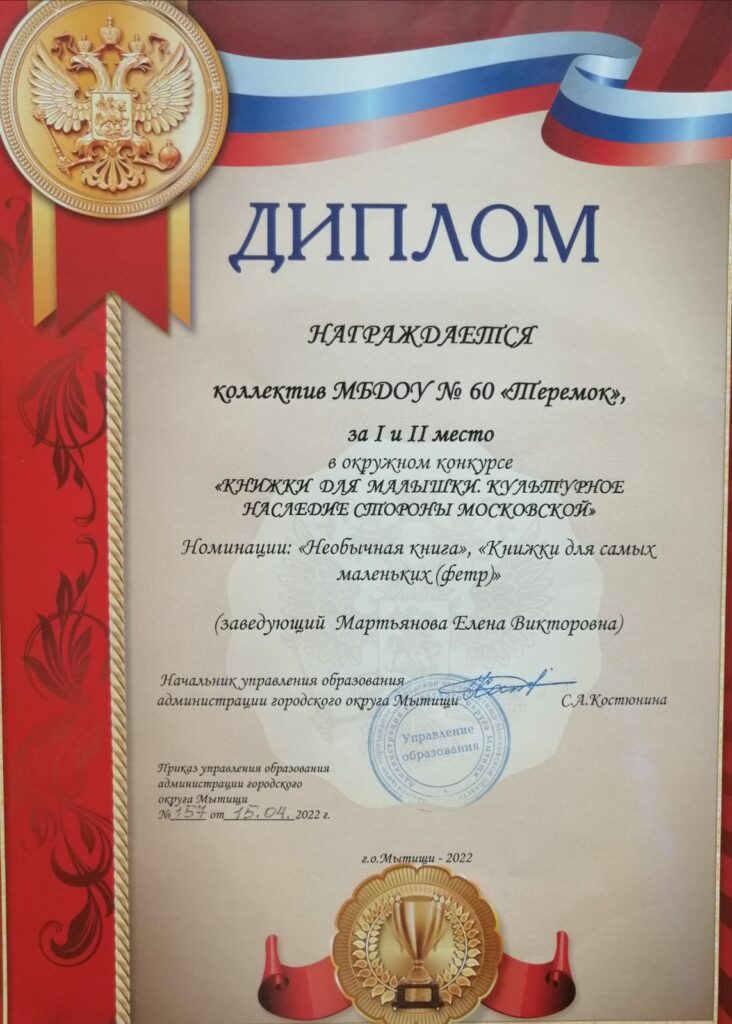 ДИПЛОМ
НАГРАЖДАЕТСЯ
коллектив МБДОУ № 60 «Теремок»,
за I и II место
в окружном конкурсе
«КНИЖКИ ДЛЯ МАЛЫШКИ. КУЛЬТУРНОЕ
НАСЛЕДИЕ СТОРОНЫ МОСКОВСКОЙ»
Номинации: «Необычная книга», «Книжки для самых
маленьких (фетр)»
(заведующий Мартьянова Елена Викторовна)
Начальник управления образования
администрации городского округа Мытищи С.А.Костюнина
Управление
образования
Приказ управления образования
администрации городского
округа Мытищи
№ 157 от 15.04. 2022 г.
г.о.Мытищи - 2022